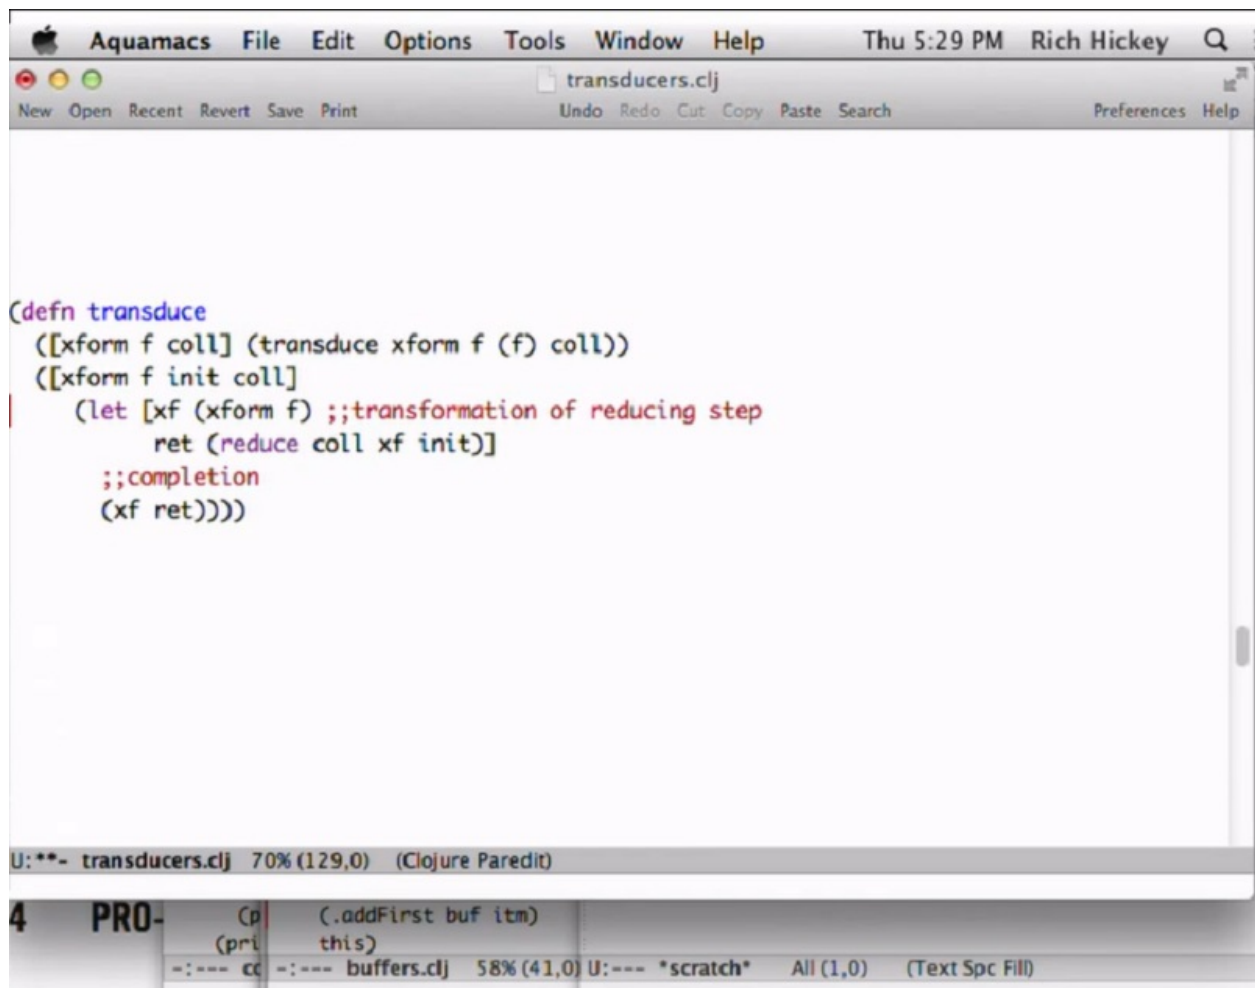 Aquamacs File Edit Options Tools Window Help Thu 5:29 PM Rich Hickey
transducers.clj
New Open Recent Revert Save Print Undo Redo Cut Copy Paste Search Preferences Help
(defn transduce
  ([xform f coll] (transduce xform f (f) coll))
  ([xform f init coll]
     (let [xf (xform f) ;;transformation of reducing step
           ret (reduce coll xf init)]
       ;;completion
       (xf ret))))
U:**- transducers.clj 70% (129,0) (Clojure Paredit)
4 PRO- (p (.addFirst buf itm)
(pri this)
-:--- cc -:--- buffers.clj 58% (41,0) U:--- *scratch* All (1,0) (Text Spc Fill)